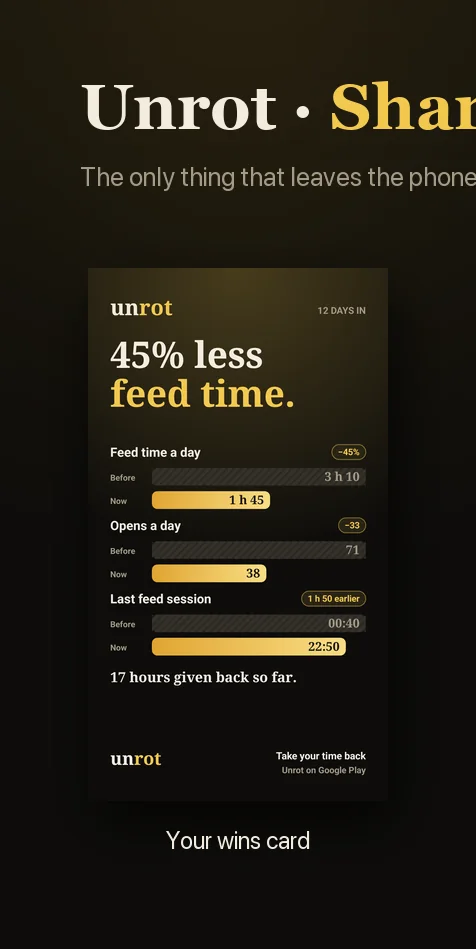 Unrot · Shar
The only thing that leaves the phone
unrot
12 DAYS IN
45% less
feed time.
Feed time a day
−45%
Before
3 h 10
Now
1 h 45
Opens a day
−33
Before
71
Now
38
Last feed session
1 h 50 earlier
Before
00:40
Now
22:50
17 hours given back so far.
unrot
Take your time back
Unrot on Google Play
Your wins card